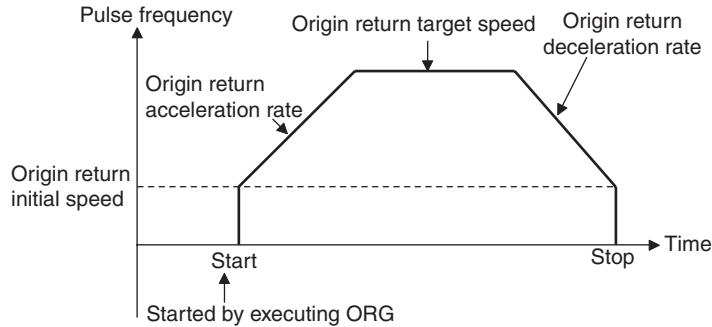 Pulse frequency
Origin return target speed
Origin return
deceleration rate
Origin return
acceleration rate
Origin return
initial speed
Start
Stop
Time
Started by executing ORG